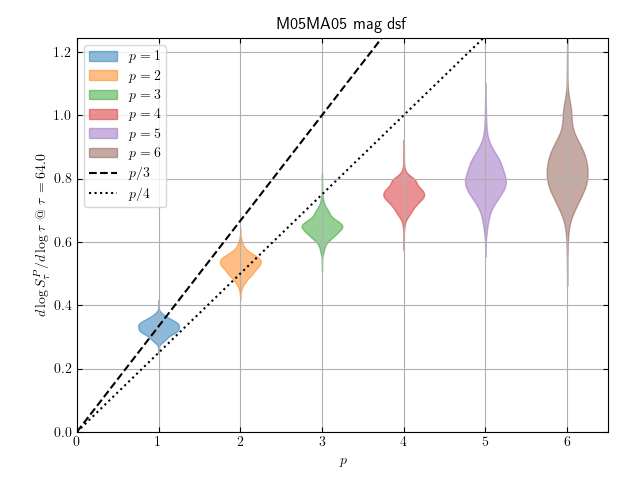 M05MA05 mag dsf
1.2
1.0
0.8
0.6
0.4
0.2
0.0
d log S_τ^P / d log τ @ τ = 64.0
p = 1
p = 2
p = 3
p = 4
p = 5
p = 6
p/3
p/4
0 1 2 3 4 5 6
p